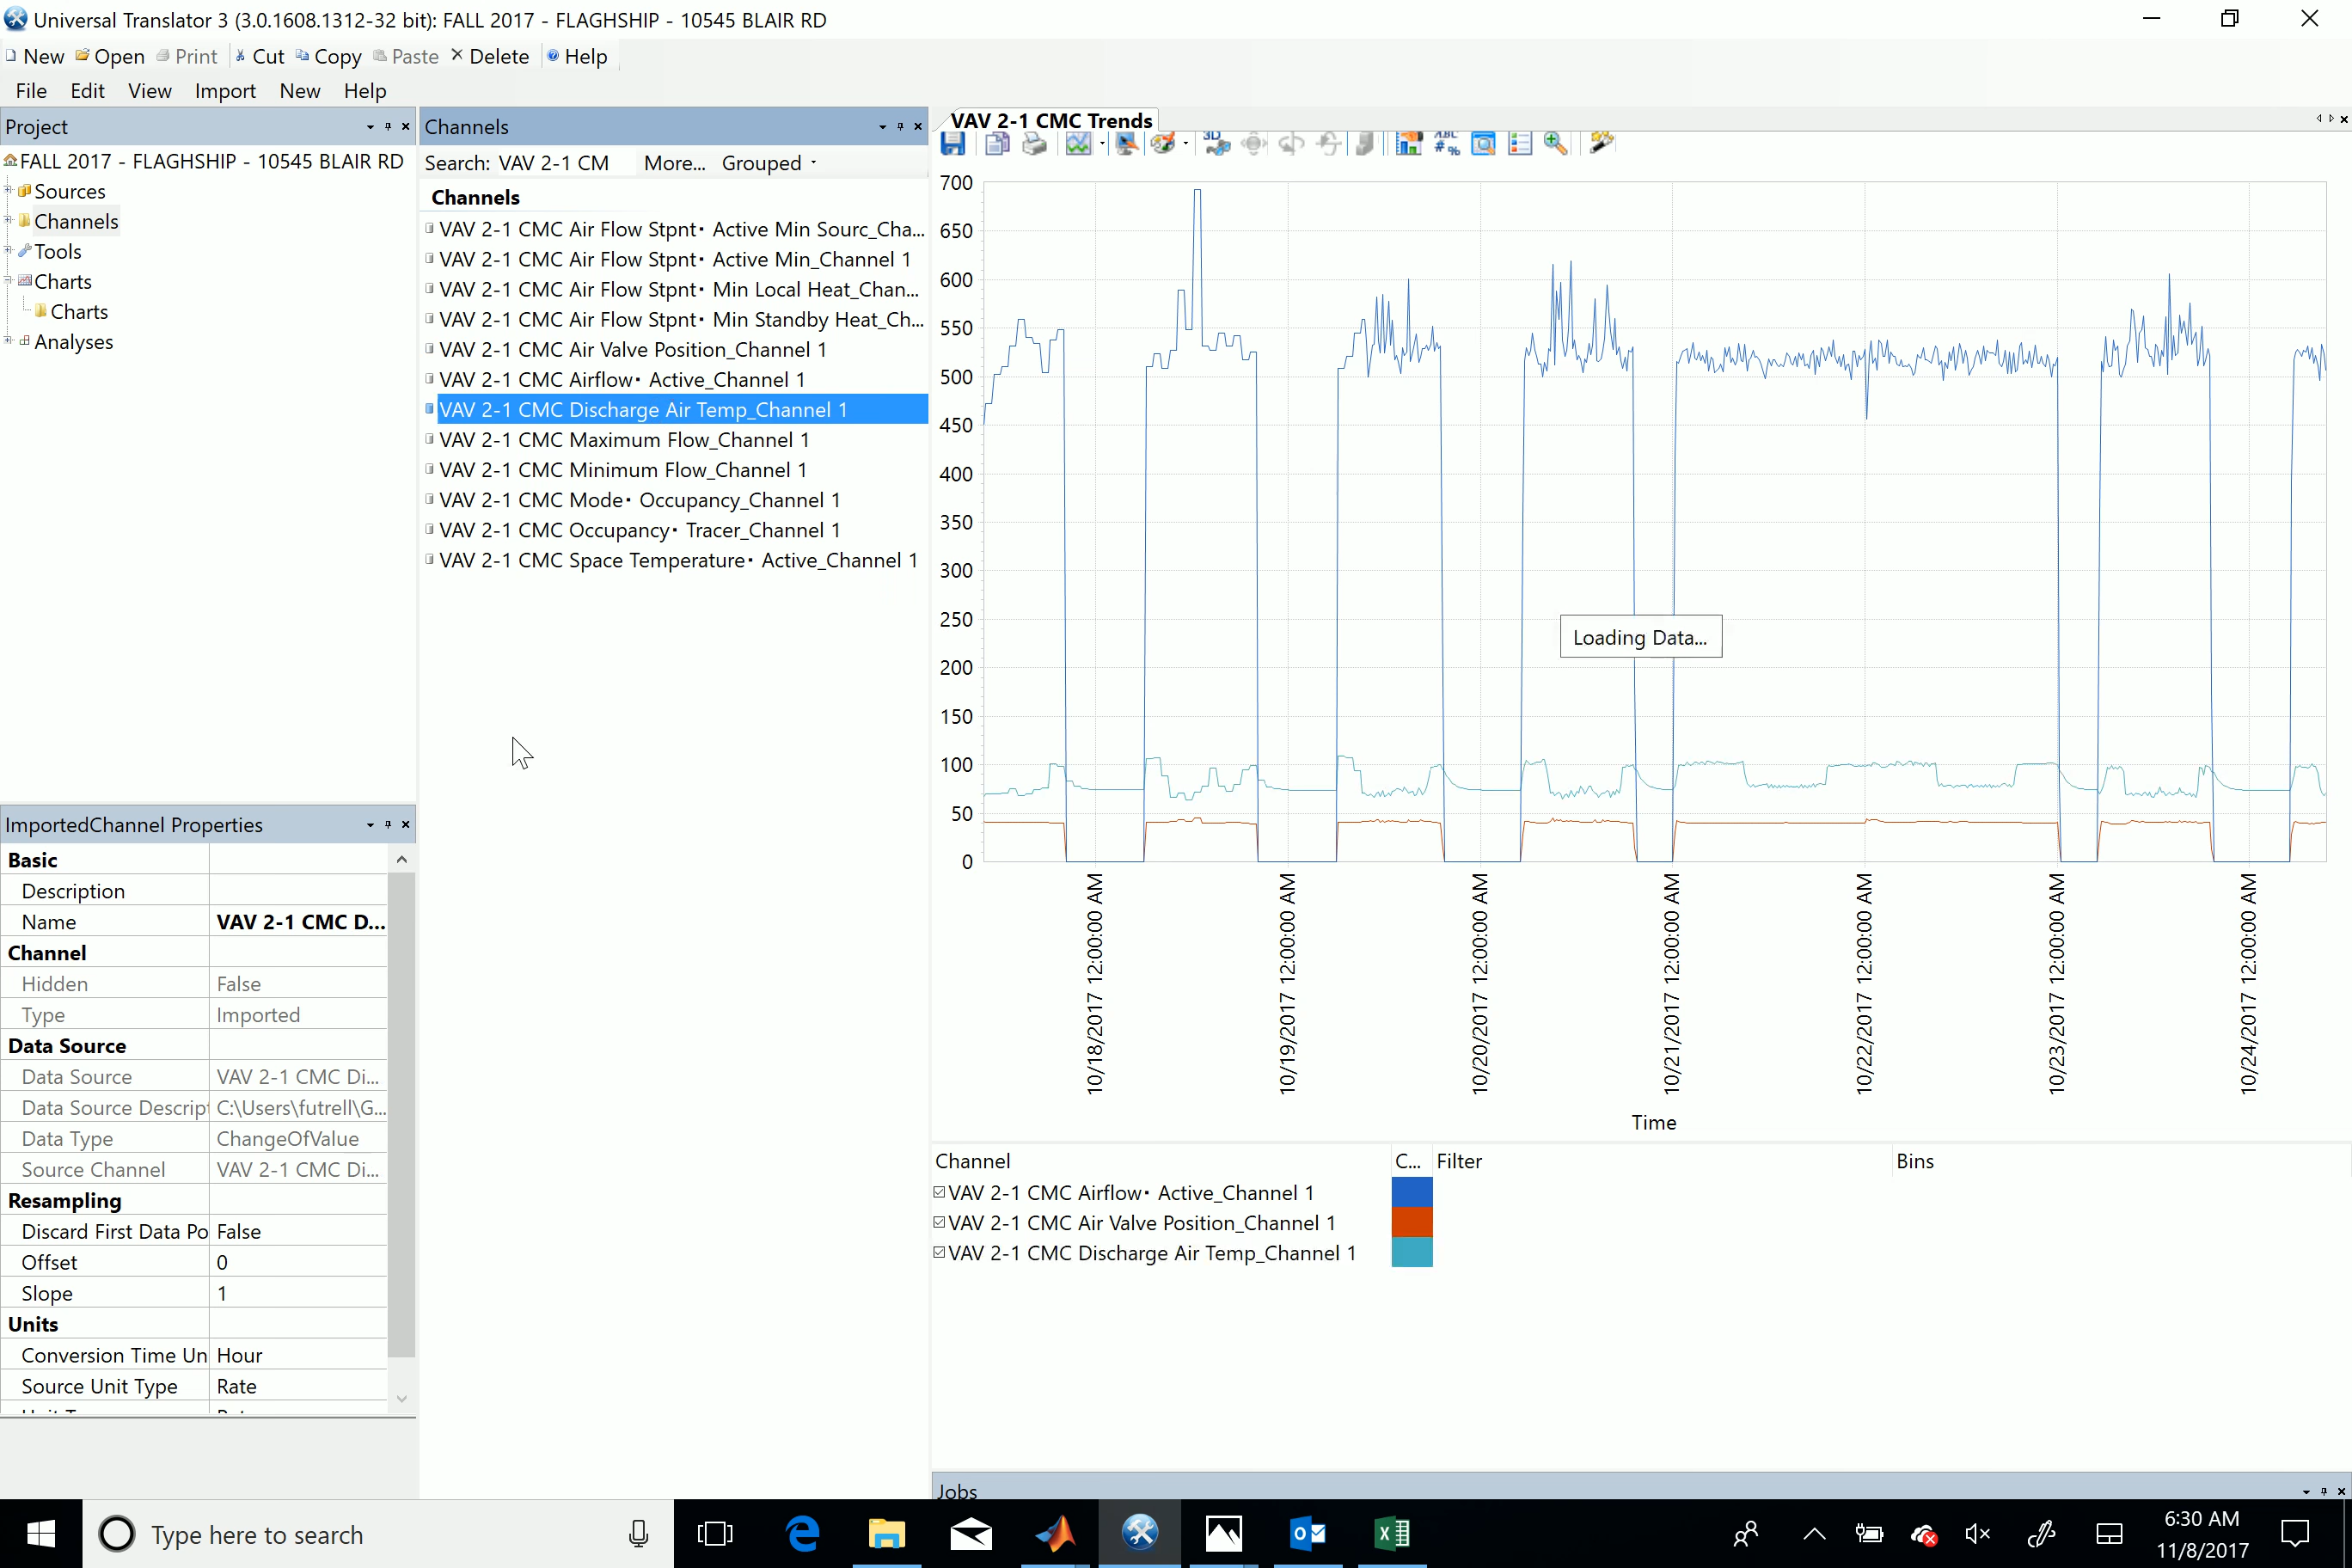 Universal Translator 3 (3.0.1608.1312-32 bit): FALL 2017 - FLAGHSHIP - 10545 BLAIR RD
New Open Print Cut Copy Paste Delete Help
File Edit View Import New Help
Project
FALL 2017 - FLAGHSHIP - 10545 BLAIR RD
Sources
Channels
Tools
Charts
Charts
Analyses
Channels
Search: VAV 2-1 CM More... Grouped
Channels
VAV 2-1 CMC Air Flow Stpnt· Active Min Sourc_Cha...
VAV 2-1 CMC Air Flow Stpnt· Active Min_Channel 1
VAV 2-1 CMC Air Flow Stpnt· Min Local Heat_Chan...
VAV 2-1 CMC Air Flow Stpnt· Min Standby Heat_Ch...
VAV 2-1 CMC Air Valve Position_Channel 1
VAV 2-1 CMC Airflow· Active_Channel 1
VAV 2-1 CMC Discharge Air Temp_Channel 1
VAV 2-1 CMC Maximum Flow_Channel 1
VAV 2-1 CMC Minimum Flow_Channel 1
VAV 2-1 CMC Mode· Occupancy_Channel 1
VAV 2-1 CMC Occupancy· Tracer_Channel 1
VAV 2-1 CMC Space Temperature· Active_Channel 1
ImportedChannel Properties
Basic
Description
Name VAV 2-1 CMC D...
Channel
Hidden False
Type Imported
Data Source
Data Source VAV 2-1 CMC Di...
Data Source Descrip C:\Users\futrell\G...
Data Type ChangeOfValue
Source Channel VAV 2-1 CMC Di...
Resampling
Discard First Data Po False
Offset 0
Slope 1
Units
Conversion Time Un Hour
Source Unit Type Rate
VAV 2-1 CMC Trends
3D
ABC
#%
700
650
600
550
500
450
400
350
300
250
200
150
100
50
0
Loading Data...
10/18/2017 12:00:00 AM
10/19/2017 12:00:00 AM
10/20/2017 12:00:00 AM
10/21/2017 12:00:00 AM
10/22/2017 12:00:00 AM
10/23/2017 12:00:00 AM
10/24/2017 12:00:00 AM
Time
Channel C... Filter Bins
VAV 2-1 CMC Airflow· Active_Channel 1
VAV 2-1 CMC Air Valve Position_Channel 1
VAV 2-1 CMC Discharge Air Temp_Channel 1
Jobs
Type here to search
6:30 AM
11/8/2017